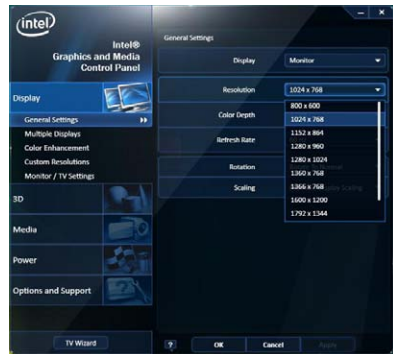 intel
Intel®
Graphics and Media
Control Panel
Display
General Settings
Multiple Displays
Color Enhancement
Custom Resolutions
Monitor / TV Settings
3D
Media
Power
Options and Support
TV Wizard
General Settings
Display
Monitor
Resolution
1024 x 768
Color Depth
Refresh Rate
Rotation
Scaling
800 x 600
1024 x 768
1152 x 864
1280 x 960
1280 x 1024
1360 x 768
1366 x 768
1600 x 1200
1792 x 1344
?
OK
Cancel
Apply